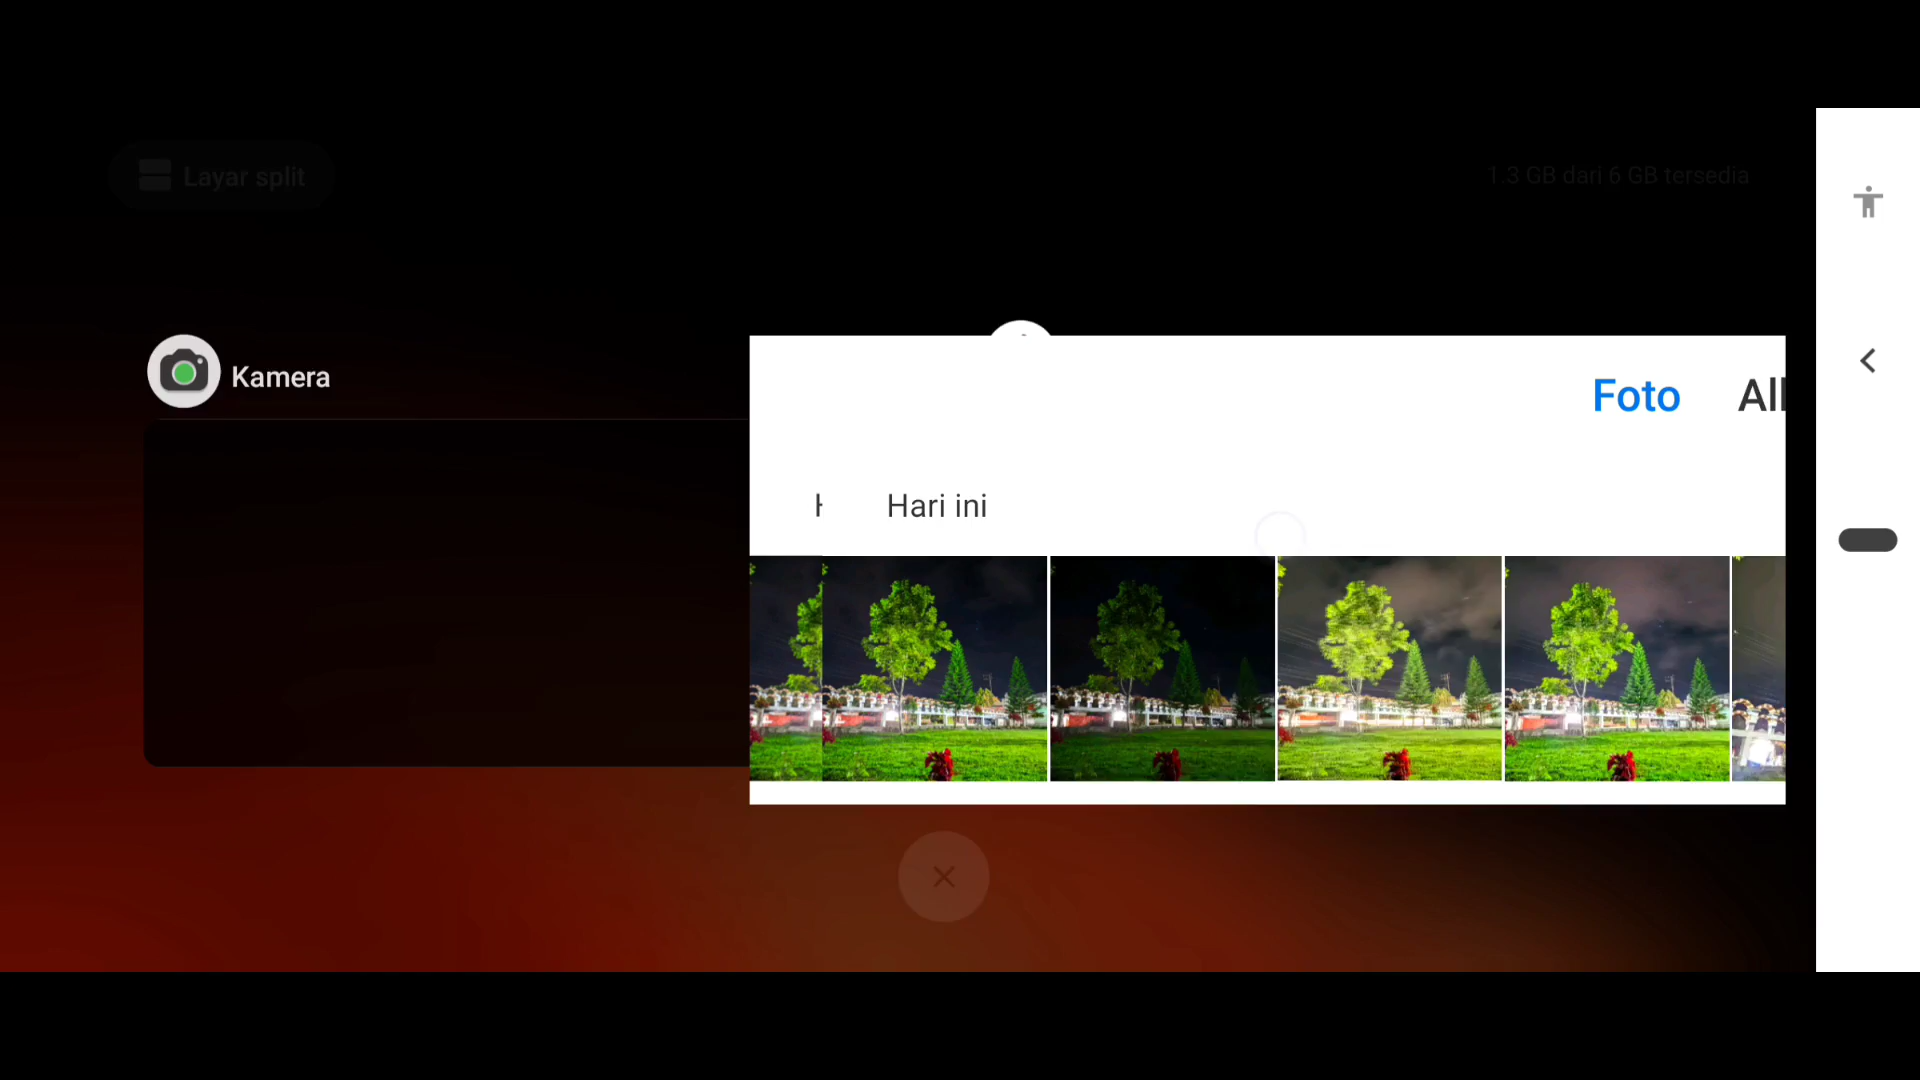 Layar split
1.3 GB dari 6 GB tersedia
Kamera
Foto
All
Hari ini